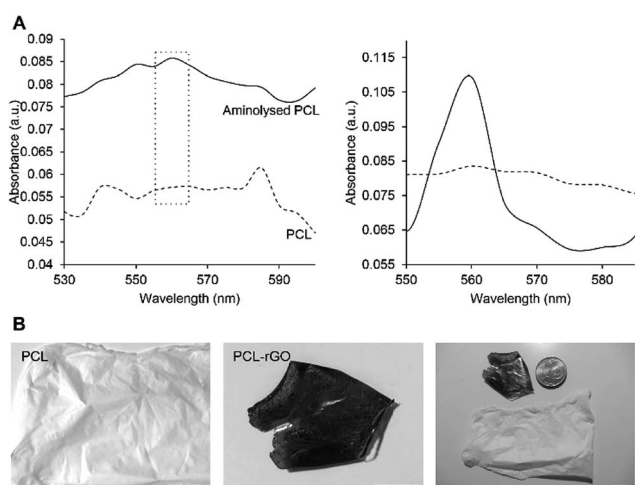 A
0.09
0.085
0.08
0.075
0.07
0.065
0.06
0.055
0.05
0.045
0.04
Absorbance (a.u.)
Aminolysed PCL
PCL
530
550
570
590
Wavelength (nm)
0.115
0.105
0.095
0.085
0.075
0.065
0.055
Absorbance (a.u.)
550
560
570
580
Wavelength (nm)
B
PCL
PCL-rGO